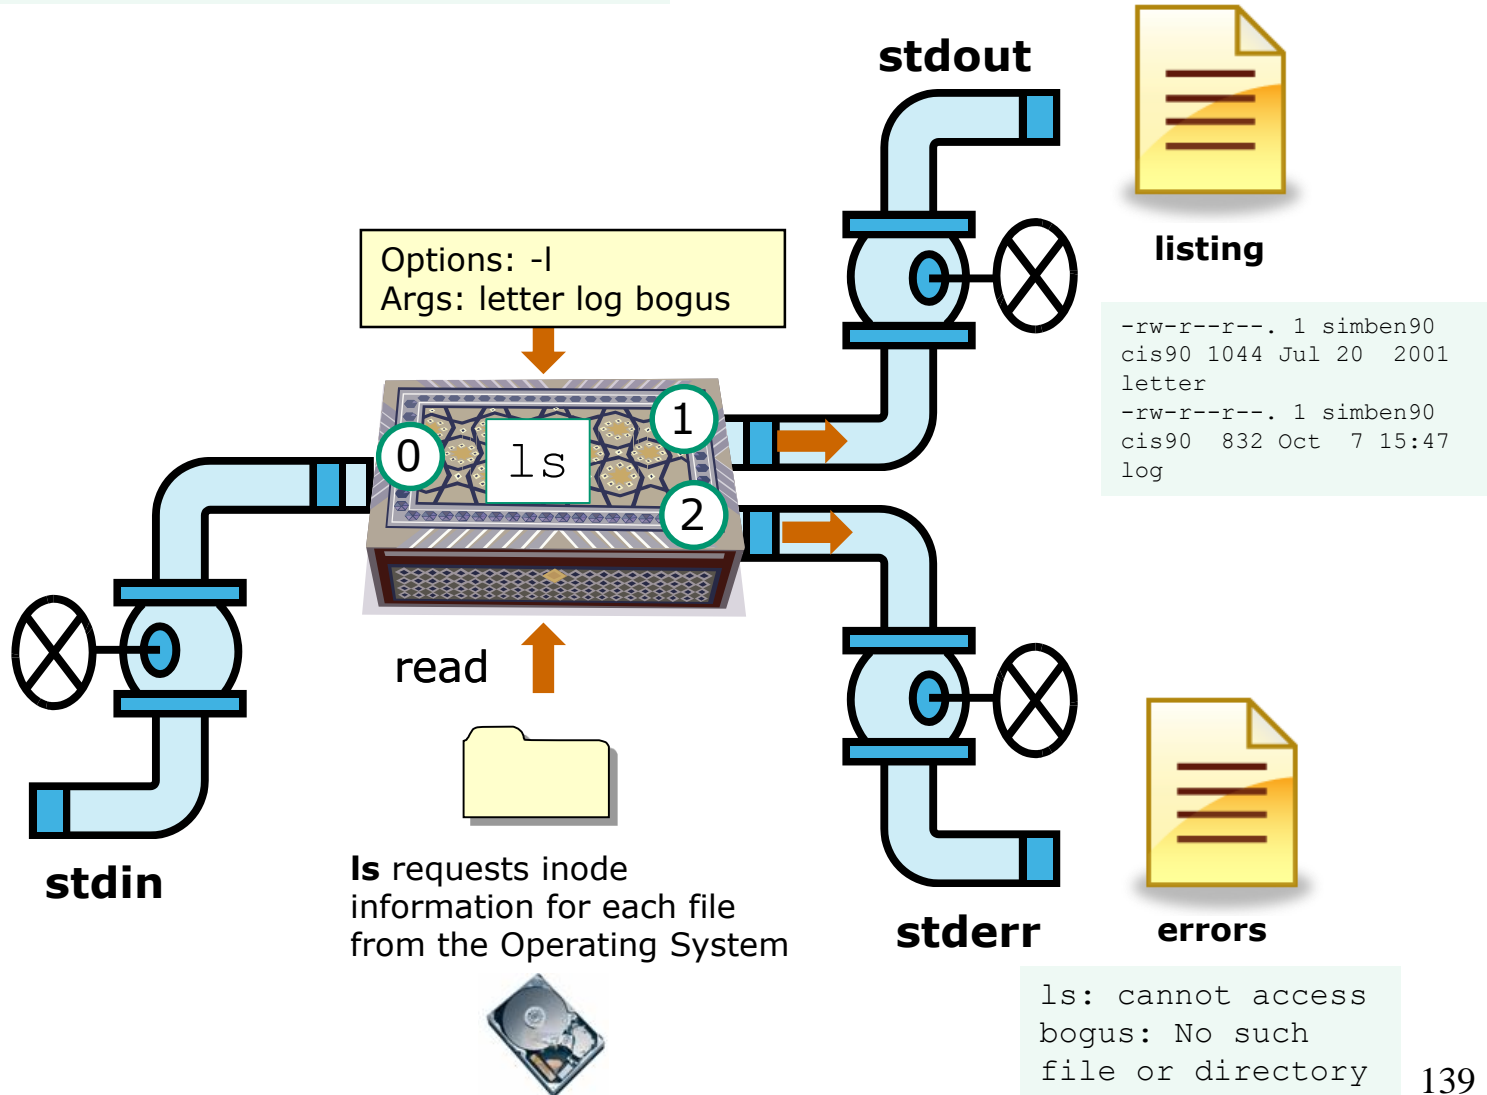 stdout
listing
Options: -l
Args: letter log bogus
-rw-r--r--. 1 simben90
cis90 1044 Jul 20  2001
letter
-rw-r--r--. 1 simben90
cis90  832 Oct  7 15:47
log
0
ls
1
2
read
stdin
ls requests inode
information for each file
from the Operating System
stderr
errors
ls: cannot access
bogus: No such
file or directory
139